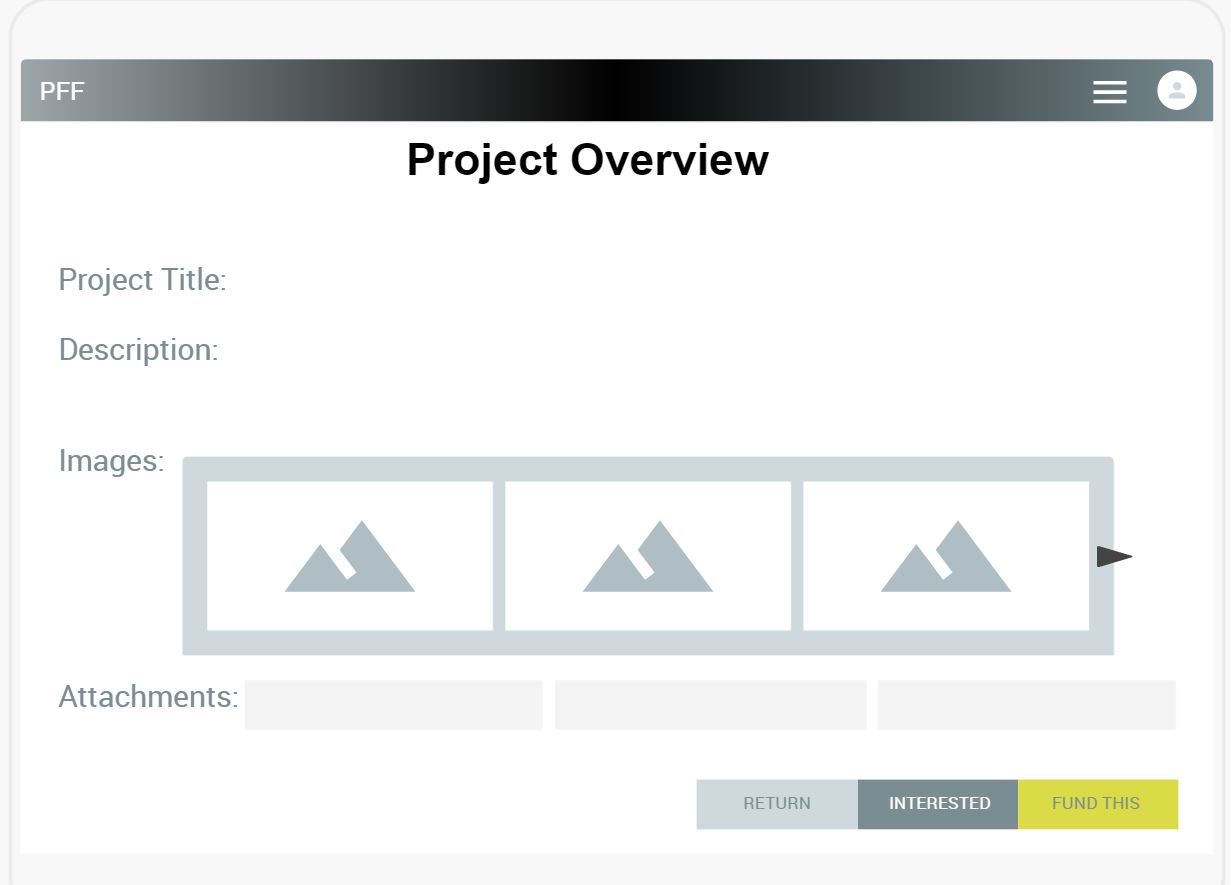 PFF
Project Overview
Project Title:
Description:
Images:
Attachments:
RETURN INTERESTED FUND THIS